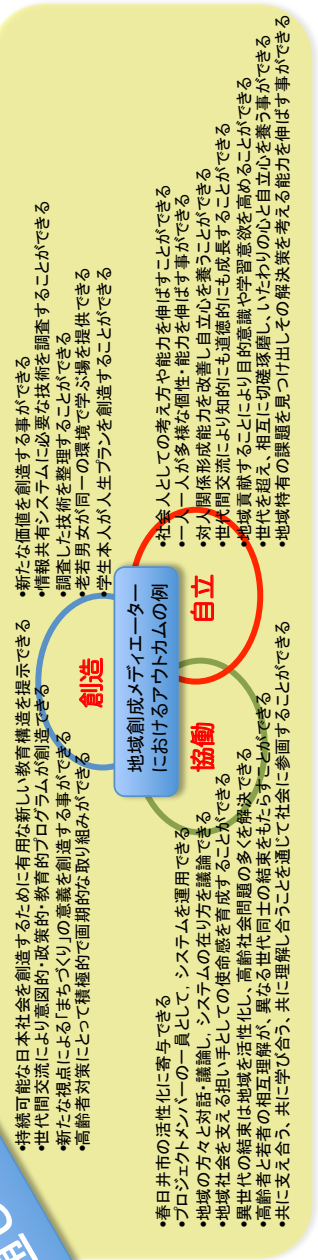 •持続可能な日本社会を創造するために有用な新しい教育構造を提示できる
•世代間交流により意図的・政策的・教育的プログラムが創造できる
•新たな視点による「まちづくり」の意義を創造する事ができる
•高齢者対策にとって積極的で画期的な取り組みができる
•新たな価値を創造する事ができる
•情報共有システムに必要な技術を調査することができる
•調査した技術を整理することができる
•老若男女が同一の環境で学ぶ場を提供できる
•学生本人が人生プランを創造することができる
創造
地域創成メディエーター
におけるアウトカムの例
協働
自立
•春日井市の活性化に寄与できる
•プロジェクトメンバーの一員として，システムを運用できる
•地域の方々と対話・議論し、システムの在り方を議論できる
•地域社会を支える担い手としての使命感を育成することができる
•異世代の結束は地域を活性化し、高齢社会問題の多くを解決できる
•高齢者と若者の相互理解が、異なる世代同士の結束をもたらすことができる
•共に支え合う、共に学び合う、共に理解し合うことを通じて社会に参画することができる
•社会人としての考え方や能力を伸ばすことができる
•一人一人が多様な個性・能力を伸ばす事ができる
•対人関係形成能力を改善し自立心を養うことができる
•世代間交流により知的にも道徳的にも成長することができる
•地域貢献することにより目的意識や学習意欲を高めることができる
•世代を超え、相互に切磋琢磨し、いたわりの心と自立心を養う事ができる
•地域特有の課題を見つけ出しその解決策を考える能力を伸ばす事ができる